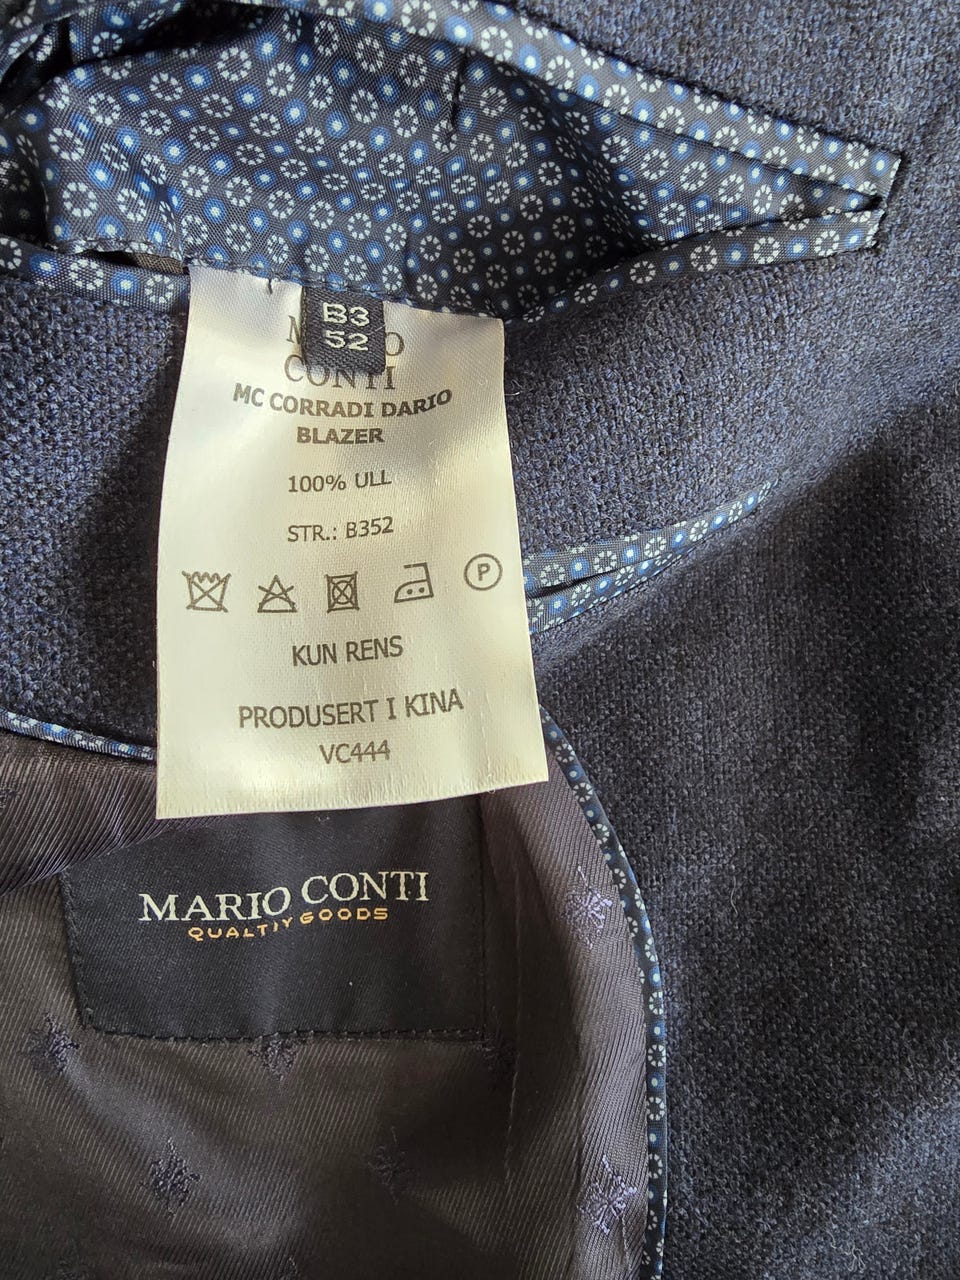 B3
52
CONTI
MC CORRADI DARIO
BLAZER
100% ULL
STR.: B352
P
KUN RENS
PRODUSERT I KINA
VC444
MARIO CONTI
QUALTIY GOODS